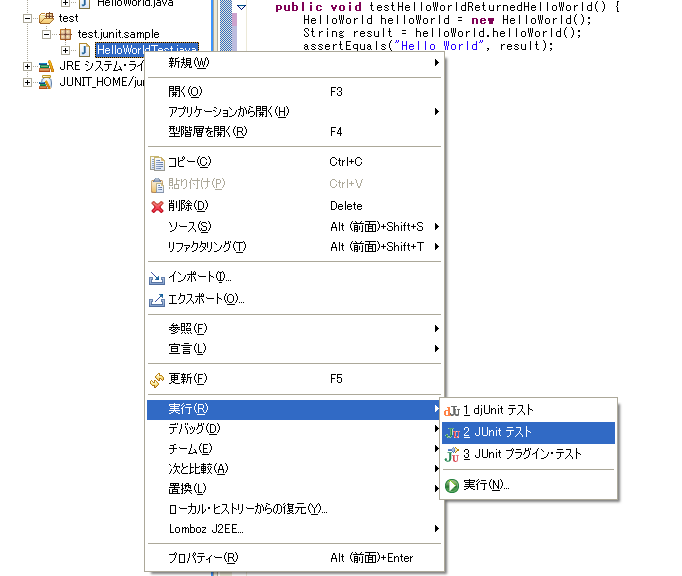 HelloWorld.java
test
test.junit.sample
HelloWorldTest.java
JRE システム・ライ
JUNIT_HOME/jun
public void testHelloWorldReturnedHelloWorld() {
HelloWorld helloWorld = new HelloWorld();
String result = helloWorld.helloWorld();
assertEquals("Hello World", result);
新規(W)
開く(O) F3
アプリケーションから開く(H)
型階層を開く(R) F4
コピー(C) Ctrl+C
貼り付け(P) Ctrl+V
削除(D) Delete
ソース(S) Alt (前面)+Shift+S
リファクタリング(T) Alt (前面)+Shift+T
インポート(I)...
エクスポート(O)...
参照(F)
宣言(L)
更新(F) F5
実行(R)
デバッグ(D)
チーム(E)
次と比較(A)
置換(L)
ローカル・ヒストリーからの復元(Y)...
Lomboz J2EE...
プロパティー(R) Alt (前面)+Enter
1 djUnit テスト
2 JUnit テスト
3 JUnit プラグイン・テスト
実行(N)...